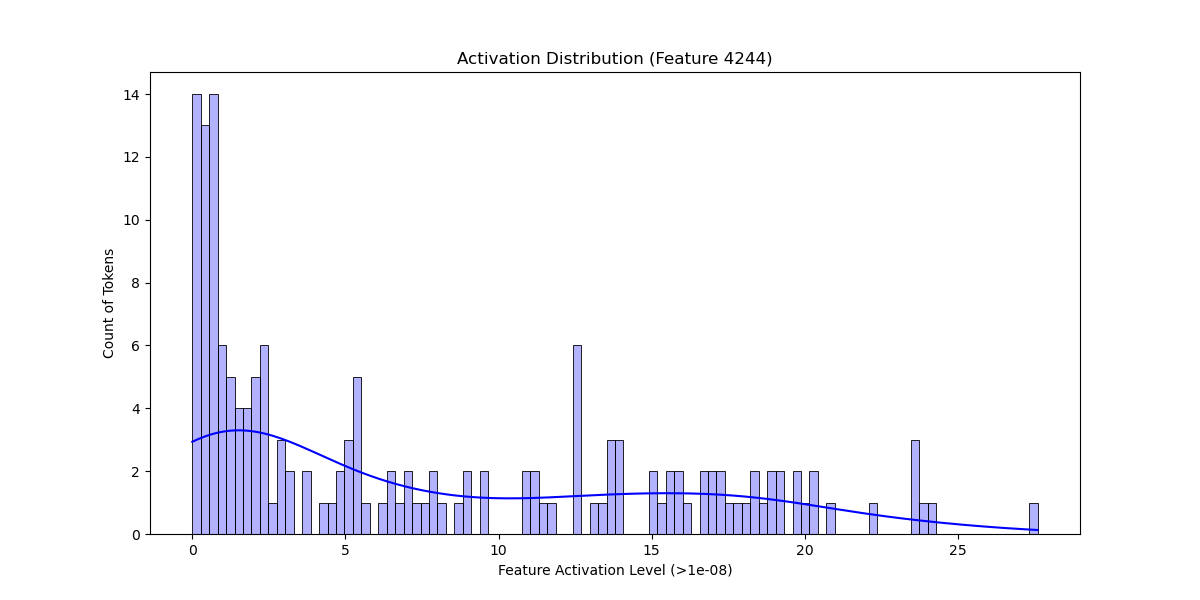 Activation Distribution (Feature 4244)
14
12
10
8
6
4
2
0
Count of Tokens
0 5 10 15 20 25
Feature Activation Level (>1e-08)